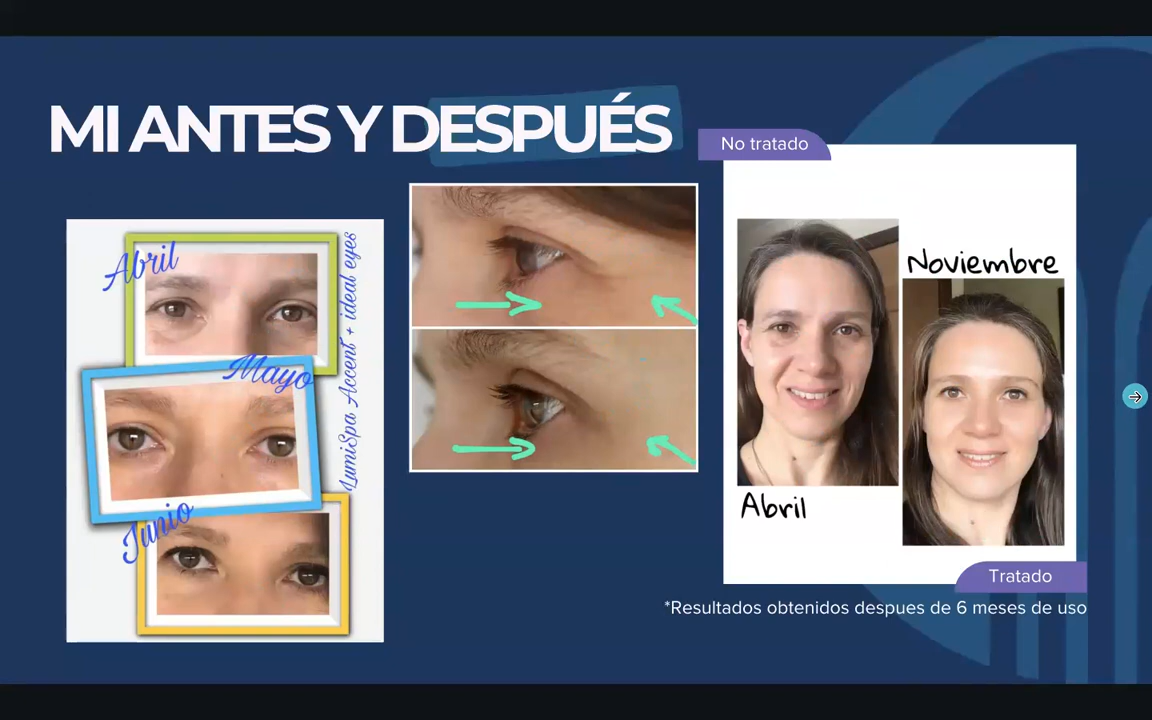 MI ANTES Y DESPUÉS
Abril
Mayo
Junio
LumiSpa Accent + ideal eyes
No tratado
Noviembre
Abril
Tratado
*Resultados obtenidos despues de 6 meses de uso